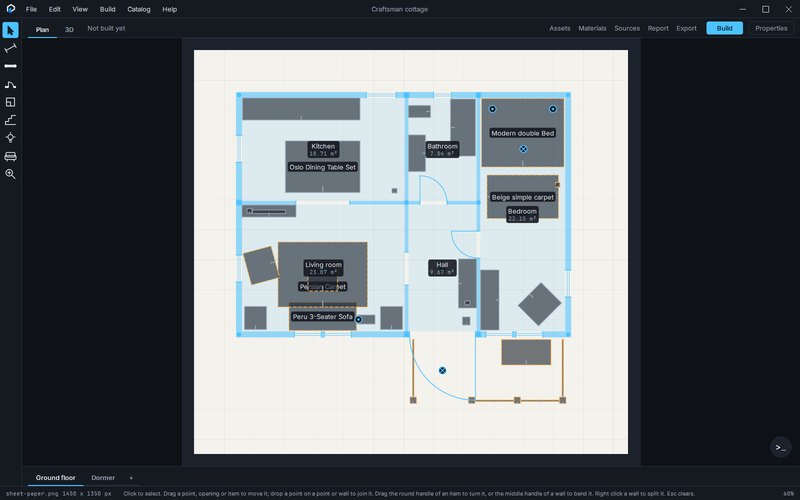 File Edit View Build Catalog Help
Craftsman cottage
Plan 3D Not built yet
Assets Materials Sources Report Export Build Properties
Kitchen
18.71 m²
Oslo Dining Table Set
Bathroom
7.84 m²
Modern double Bed
Beige simple carpet
Bedroom
22.15 m²
Living room
23.07 m²
Persian Carpet
Hall
9.67 m²
Peru 3-Seater Sofa
>_
Ground floor Dormer +
sheet-paper.png 1450 x 1350 px Click to select. Drag a point, opening or item to move it; drop a point on a point or wall to join it. Drag the round handle of an item to turn it, or the middle handle of a wall to bend it. Right click a wall to split it. Esc clears. 60%